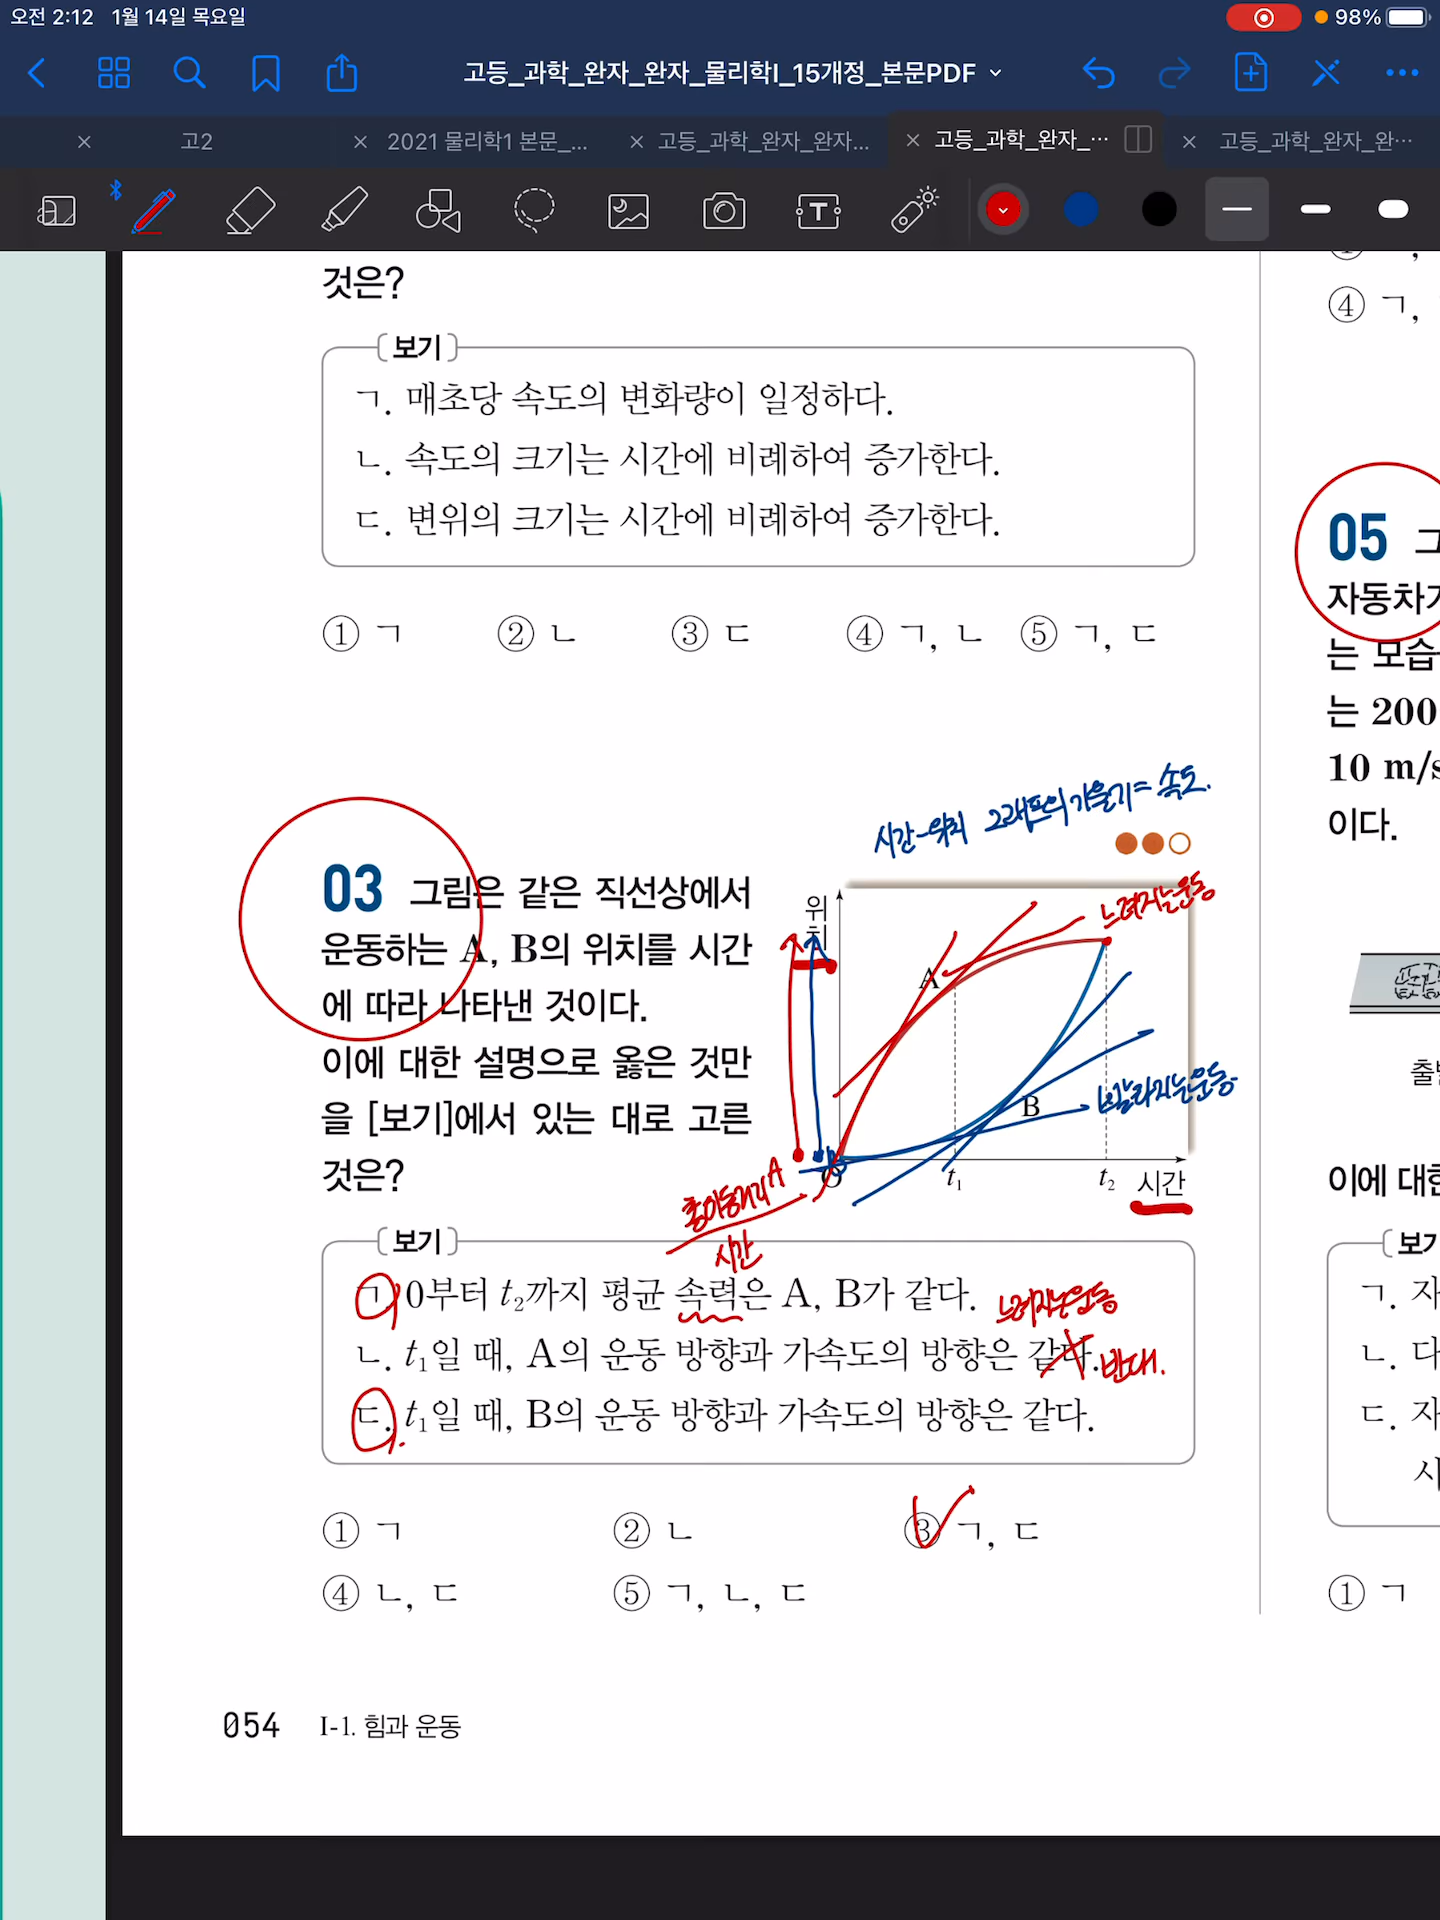 오전 2:12 1월 14일 목요일
98%
고등_과학_완자_완자_물리학I_15개정_본문PDF
고2
2021 물리학1 본문_...
고등_과학_완자_완자...
고등_과학_완자_...
고등_과학_완자_완...
것은?
보기
ㄱ. 매초당 속도의 변화량이 일정하다.
ㄴ. 속도의 크기는 시간에 비례하여 증가한다.
ㄷ. 변위의 크기는 시간에 비례하여 증가한다.
① ㄱ ② ㄴ ③ ㄷ ④ ㄱ, ㄴ ⑤ ㄱ, ㄷ
시간-위치 그래프의 기울기=속도.
03 그림은 같은 직선상에서
운동하는 A, B의 위치를 시간
에 따라 나타낸 것이다.
이에 대한 설명으로 옳은 것만
을 [보기]에서 있는 대로 고른
것은?
위치
느려지는운동
A
B
빨라지는운동
O
t₁
t₂
시간
총이동거리A
시간
보기
ㄱ. 0부터 t₂까지 평균 속력은 A, B가 같다.
느려지는운동
ㄴ. t₁일 때, A의 운동 방향과 가속도의 방향은 같다.
반대.
ㄷ. t₁일 때, B의 운동 방향과 가속도의 방향은 같다.
① ㄱ ② ㄴ ③ ㄱ, ㄷ
④ ㄴ, ㄷ ⑤ ㄱ, ㄴ, ㄷ
054 I-1. 힘과 운동
④ ㄱ,
05 그
자동차가
는 모습
는 200
10 m/s
이다.
출발
이에 대한
보기
ㄱ. 자
ㄴ. 다
ㄷ. 자
시
① ㄱ